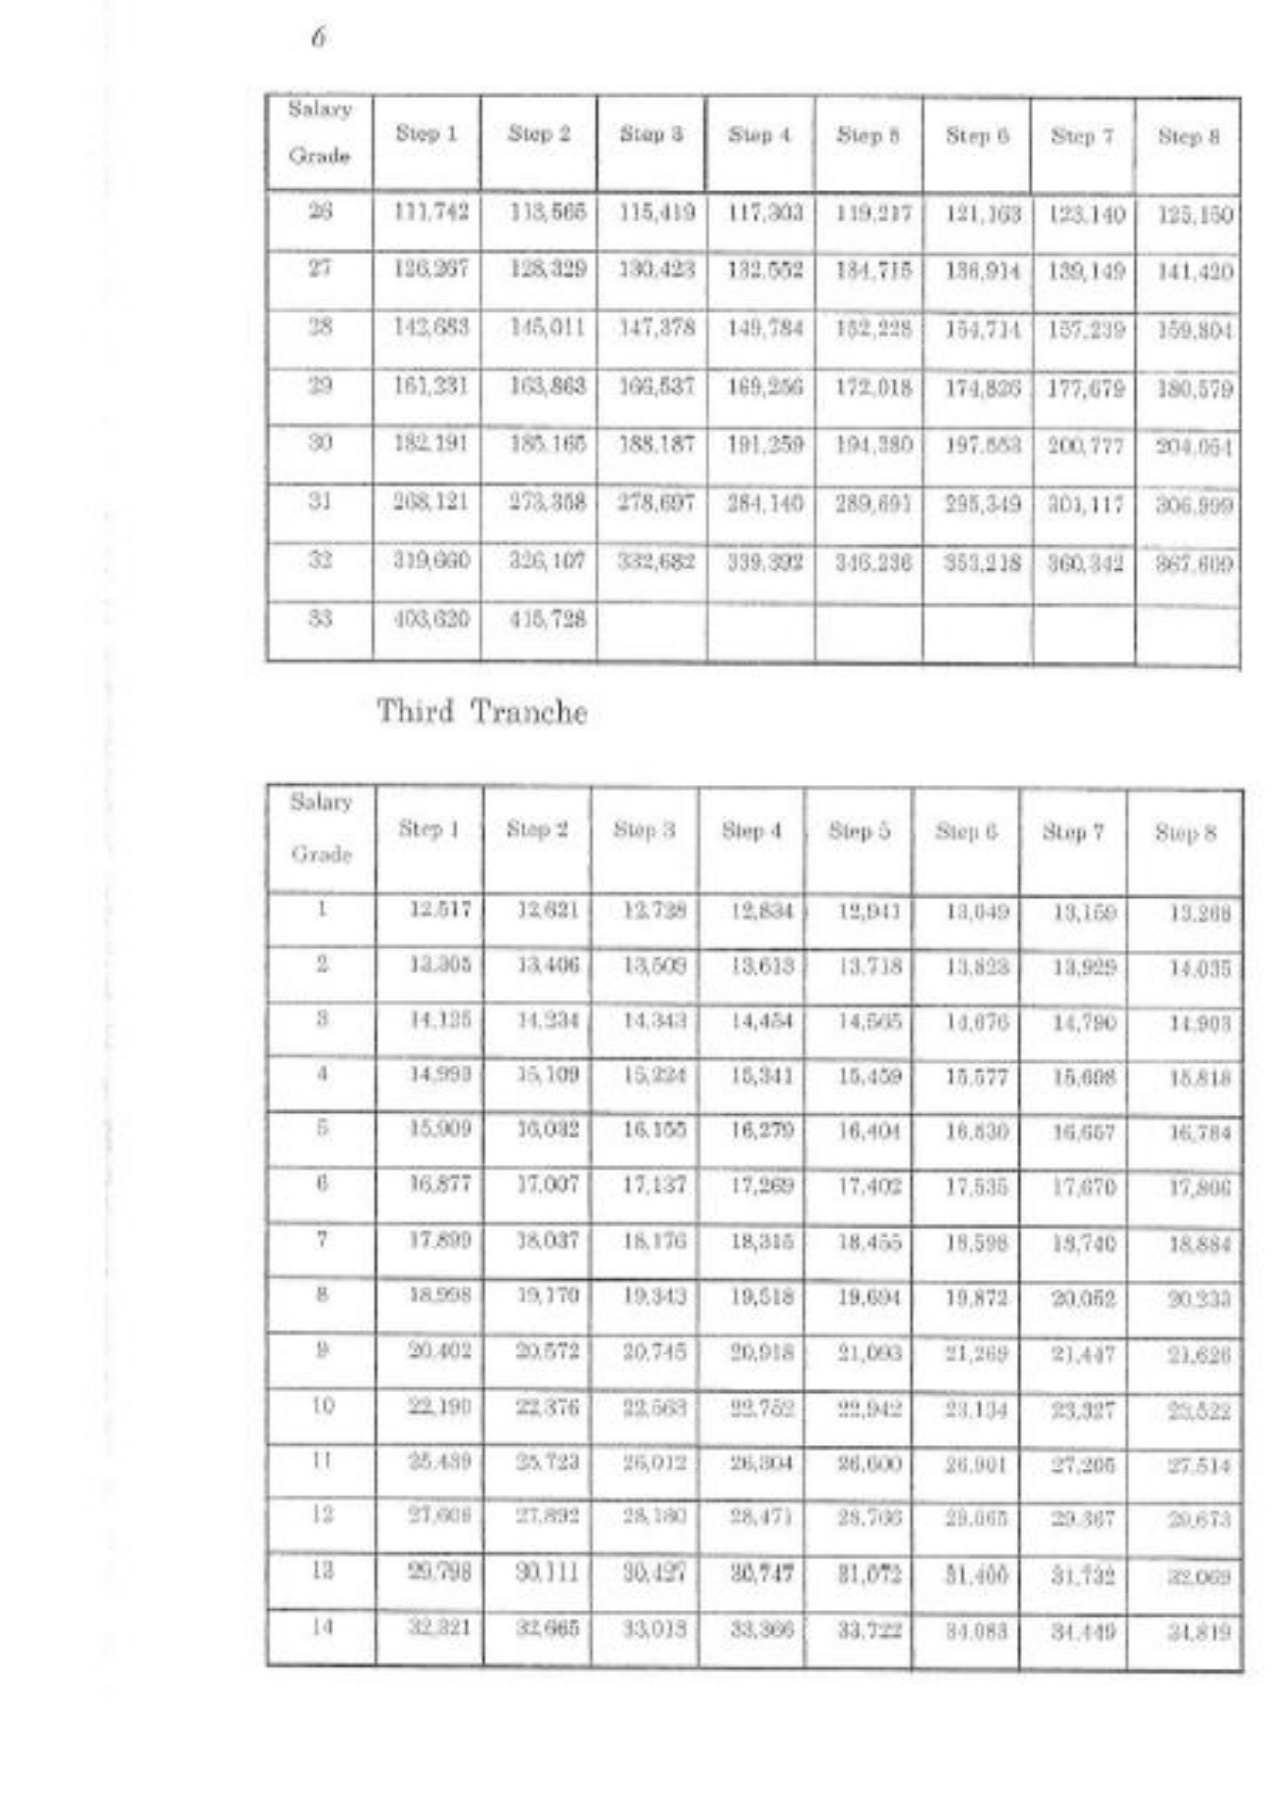 6
Salary Grade Step 1 Step 2 Step 3 Step 4 Step 5 Step 6 Step 7 Step 8
26 111,742 113,565 115,419 117,303 119,217 121,163 123,140 125,150
27 126,267 128,329 130,423 132,552 134,715 136,914 139,149 141,420
28 142,683 145,011 147,378 149,784 152,228 154,714 157,239 159,804
29 161,231 163,863 166,537 169,256 172,018 174,826 177,679 180,579
30 182,191 185,165 188,187 191,259 194,380 197,553 200,777 204,054
31 268,121 273,358 278,697 284,140 289,691 295,349 301,117 306,999
32 319,660 326,107 332,682 339,392 346,236 353,218 360,342 367,609
33 403,620 415,728
Third Tranche
Salary Grade Step 1 Step 2 Step 3 Step 4 Step 5 Step 6 Step 7 Step 8
1 12,517 12,621 12,728 12,834 12,941 13,049 13,159 13,268
2 13,305 13,406 13,509 13,613 13,718 13,823 13,929 14,035
3 14,125 14,234 14,343 14,454 14,565 14,676 14,790 14,903
4 14,993 15,109 15,224 15,341 15,459 15,577 15,698 15,818
5 15,909 16,032 16,155 16,279 16,404 16,530 16,657 16,784
6 16,877 17,007 17,137 17,269 17,402 17,535 17,670 17,806
7 17,899 18,037 18,176 18,315 18,455 18,598 18,740 18,884
8 18,998 19,170 19,343 19,518 19,694 19,872 20,052 20,233
9 20,402 20,572 20,745 20,918 21,093 21,269 21,447 21,626
10 22,190 22,376 22,563 22,752 22,942 23,134 23,327 23,522
11 25,439 25,723 26,012 26,304 26,600 26,901 27,205 27,514
12 27,608 27,892 28,180 28,471 28,766 29,065 29,367 29,673
13 29,798 30,111 30,427 30,747 31,072 31,400 31,732 32,069
14 32,321 32,665 33,013 33,366 33,722 34,083 34,449 34,819